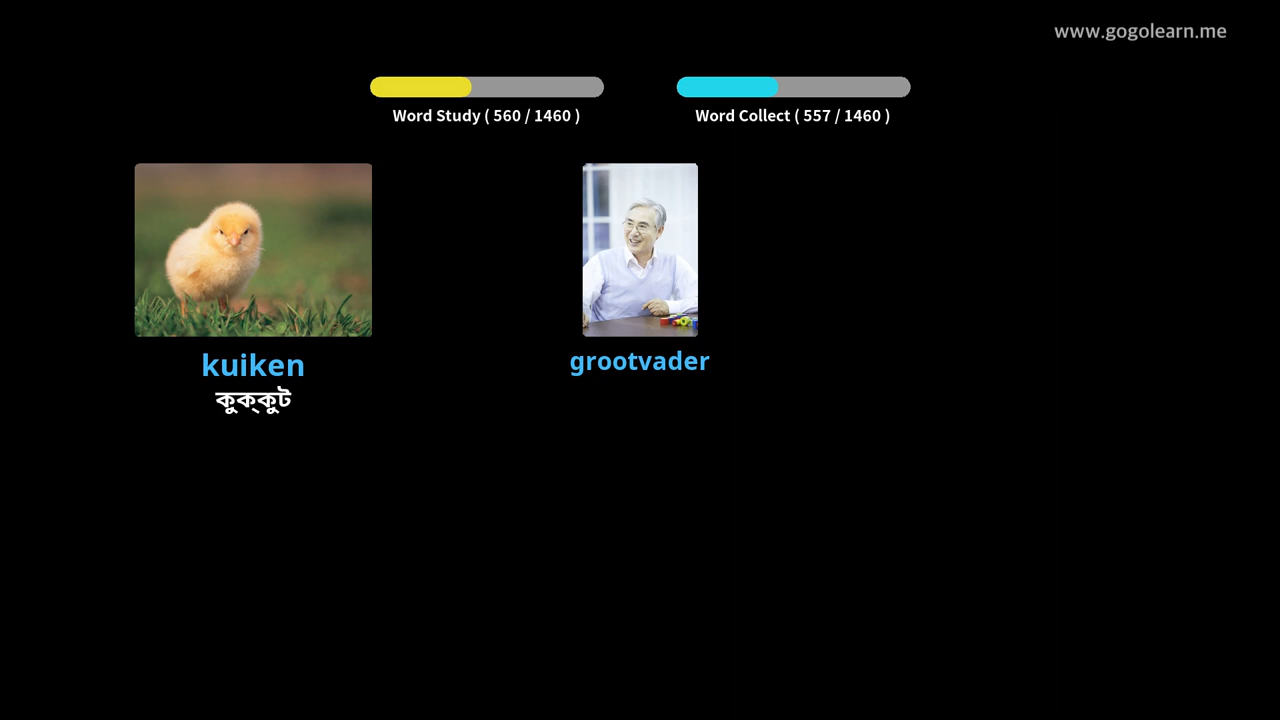 www.gogolearn.me
Word Study ( 560 / 1460 )
Word Collect ( 557 / 1460 )
kuiken
কুক্কুট
grootvader